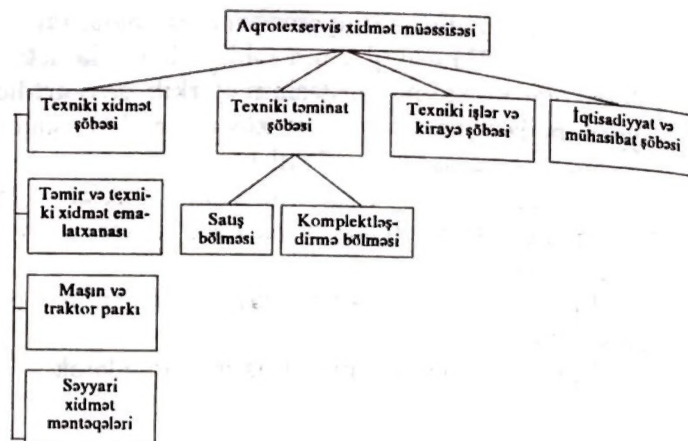 Aqrotexservis xidmət müəssisəsi
Texniki xidmət
şöbəsi
Texniki təminat
şöbəsi
Texniki işlər və
kirayə şöbəsi
İqtisadiyyat və
mühasibat şöbəsi
Təmir və texni-
ki xidmət ema-
latxanası
Satış
bölməsi
Komplektləş-
dirmə bölməsi
Maşın və
traktor parkı
Səyyari
xidmət
məntəqələri